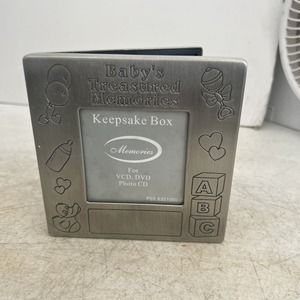 Baby's
Treasured
Memories
Keepsake Box
Memories
For
VCD, DVD
Photo CD
A
B
C